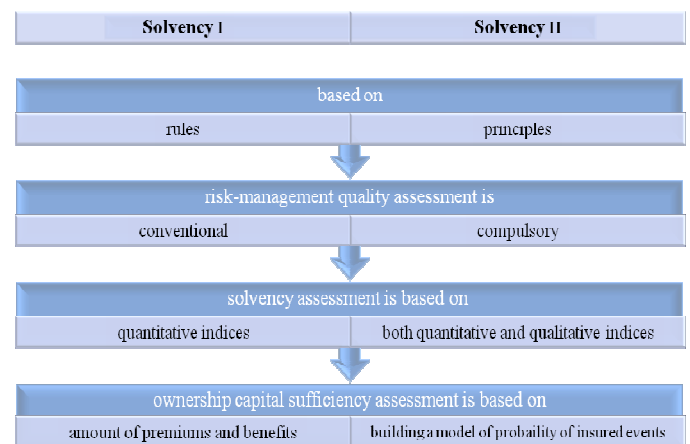 Solvency I Solvency II
based on
rules principles
risk-management quality assessment is
conventional compulsory
solvency assessment is based on
quantitative indices both quantitative and qualitative indices
ownership capital sufficiency assessment is based on
amount of premiums and benefits building a model of probaility of insured events